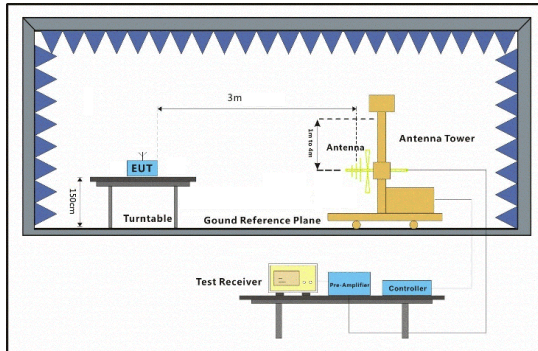 3m
1m to 4m
Antenna
Antenna Tower
EUT
150cm
Turntable
Gound Reference Plane
Test Receiver
Pre-Amplifier
Controller